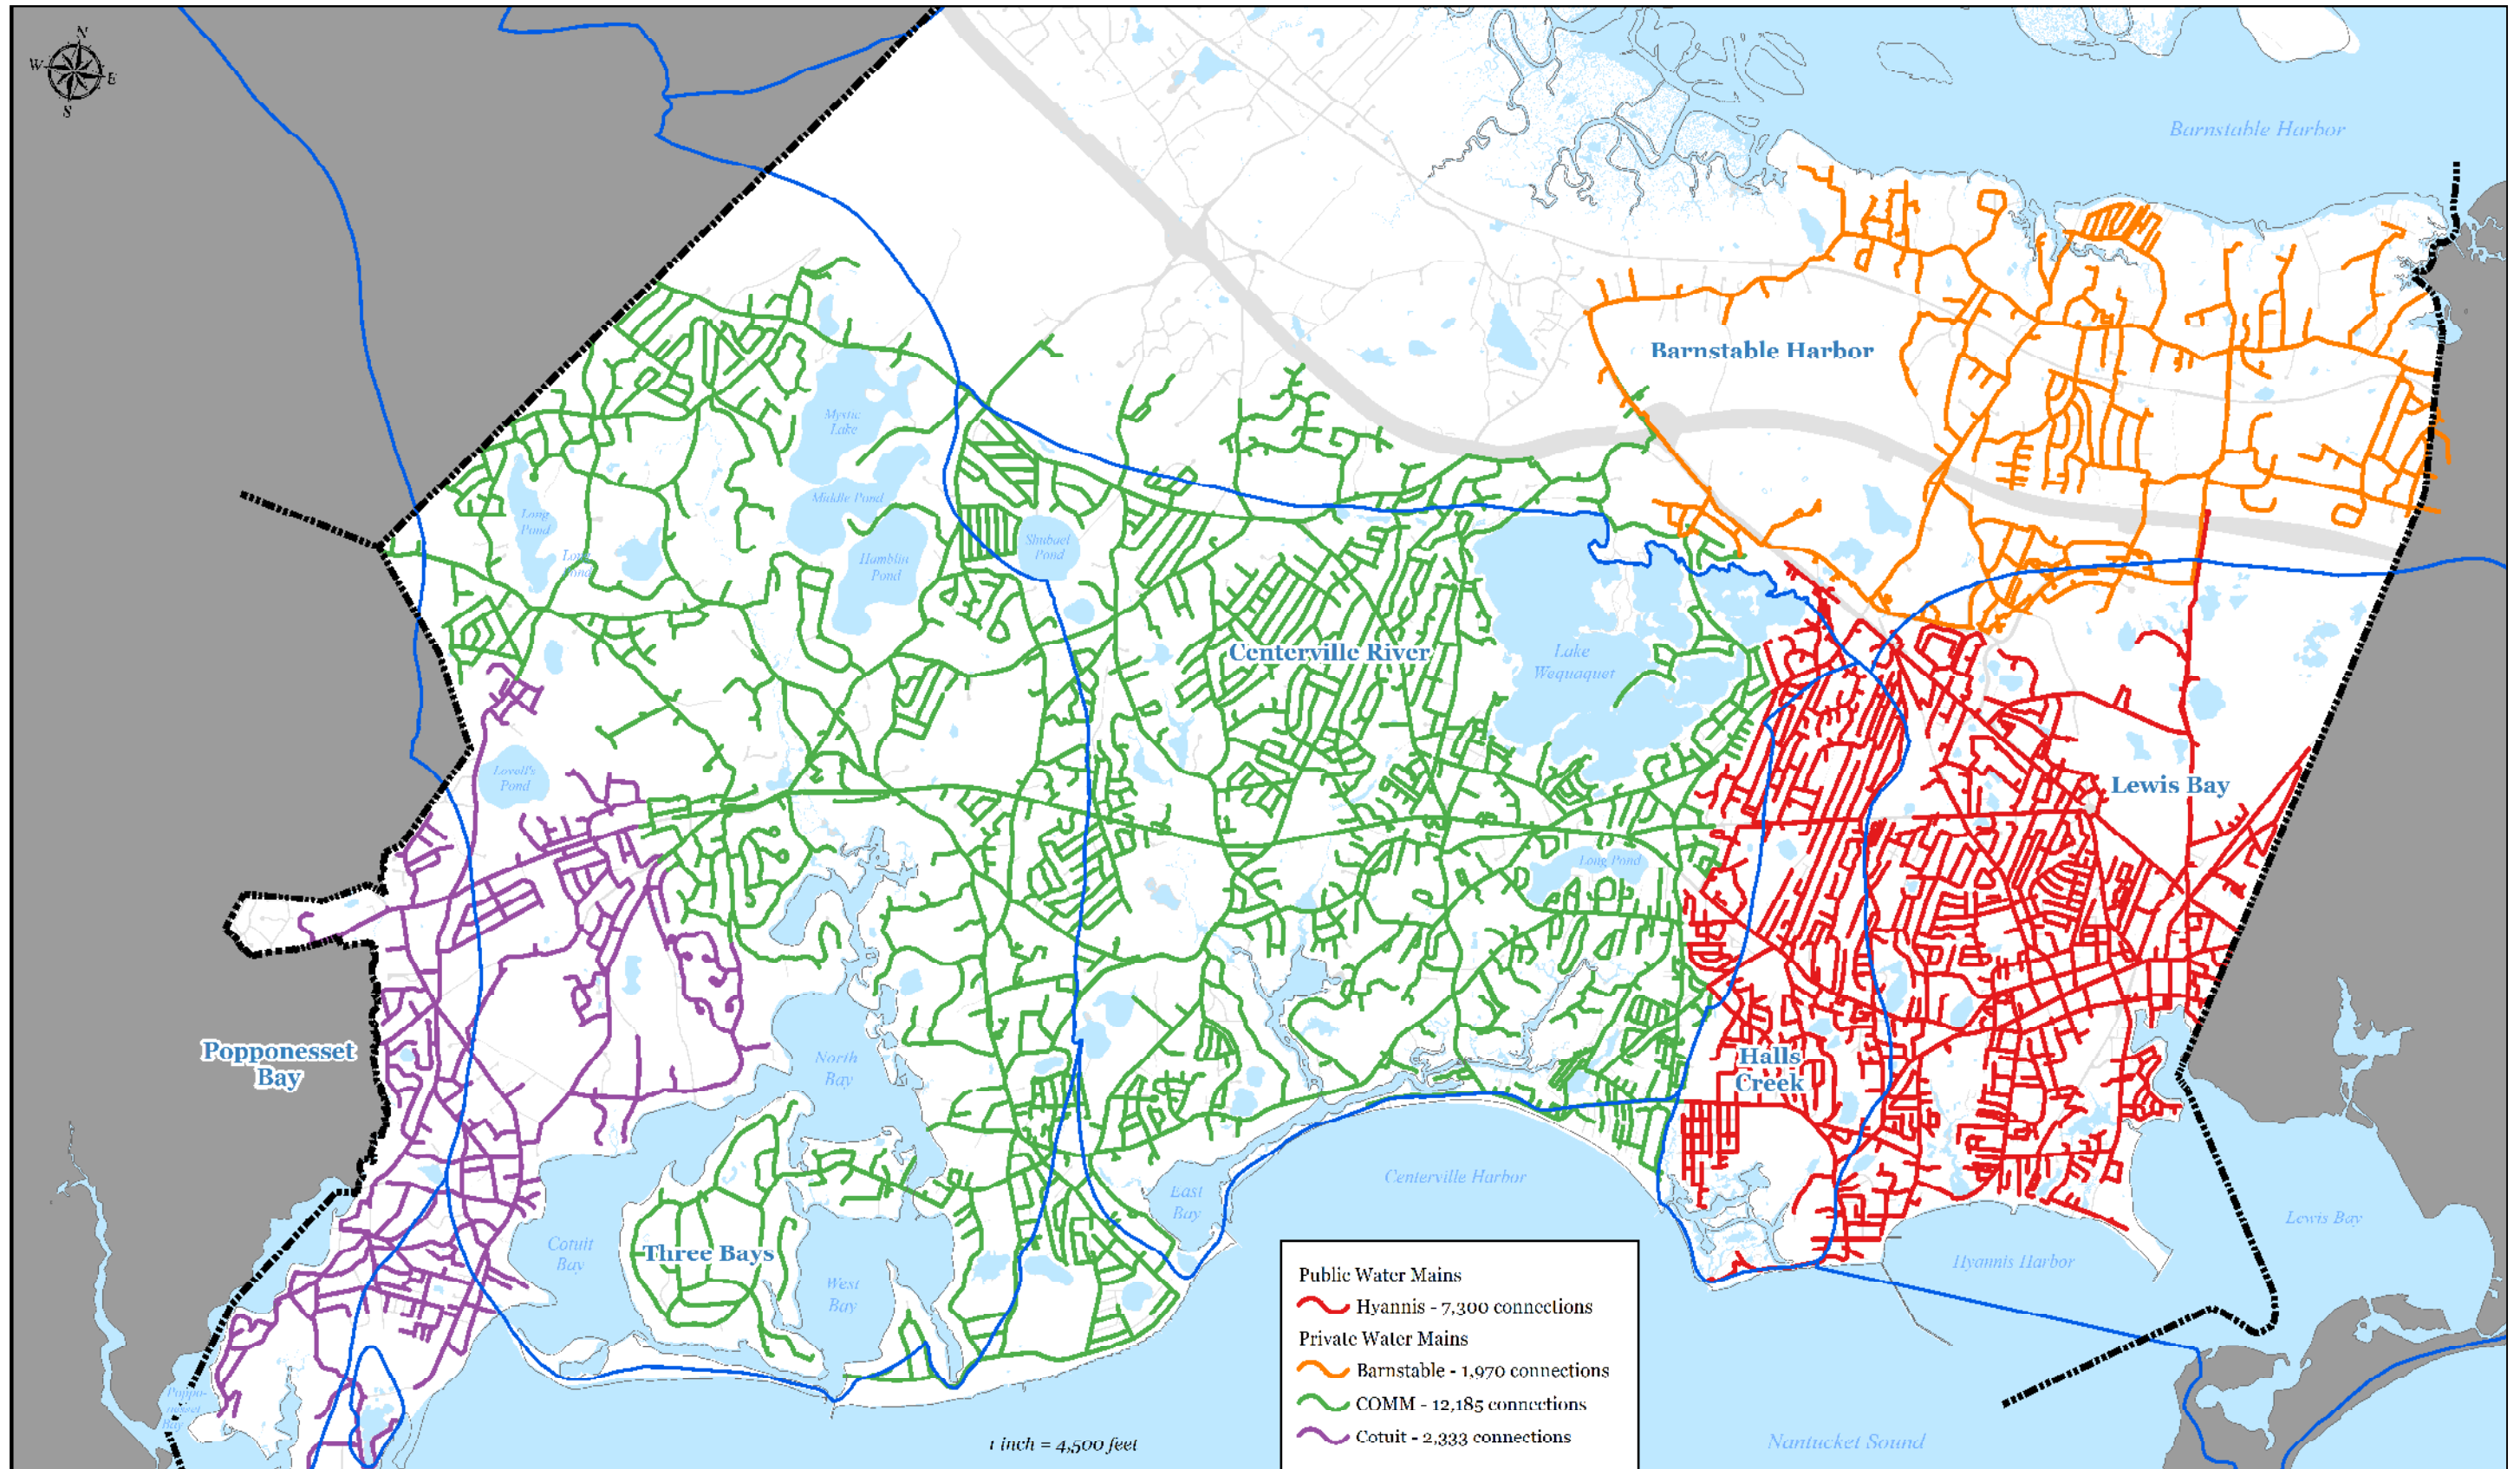 N
W
E
S
Barnstable Harbor
Barnstable Harbor
Mystic
Lake
Middle Pond
Long
Pond
Hamblin
Pond
Shubael
Pond
Centerville River
Lake
Wequaquet
Lovell's
Pond
Lewis Bay
Long Pond
Popponesset
Bay
North
Bay
Halls
Creek
Centerville Harbor
East
Bay
Lewis Bay
Cotuit
Bay
Three Bays
West
Bay
Hyannis Harbor
Public Water Mains
Hyannis - 7,300 connections
Private Water Mains
Barnstable - 1,970 connections
COMM - 12,185 connections
Cotuit - 2,333 connections
1 inch = 4,500 feet
Nantucket Sound